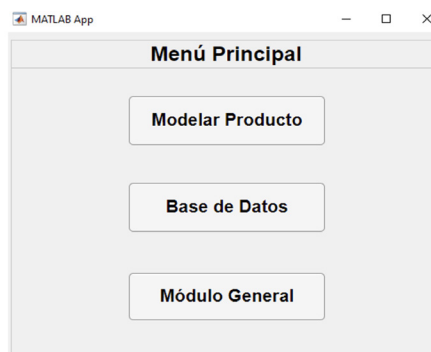 MATLAB App
Menú Principal
Modelar Producto
Base de Datos
Módulo General